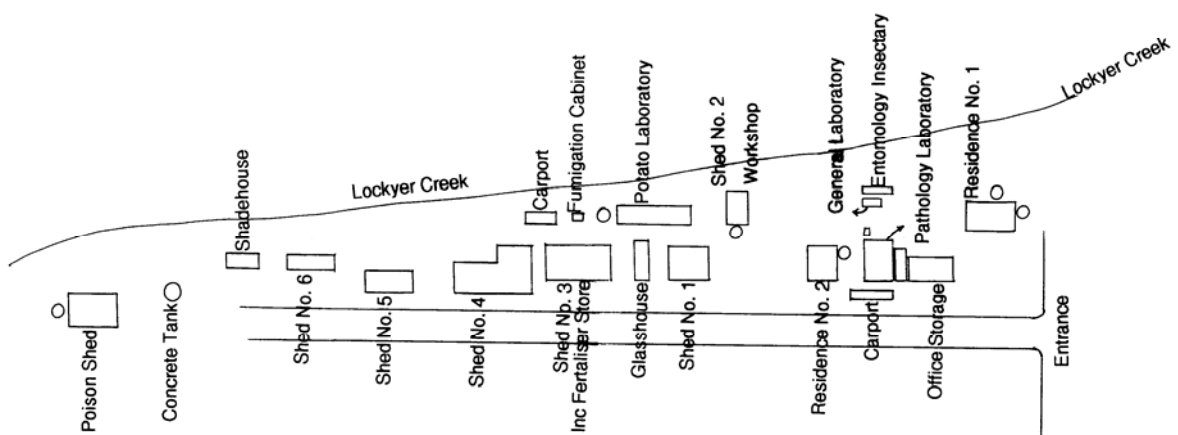 Lockyer Creek
Lockyer Creek
Shadehouse
Carport
Fumigation Cabinet
Potato Laboratory
Shed No. 2
Workshop
General Laboratory
Entomology Insectary
Pathology Laboratory
Residence No. 1
Poison Shed
Concrete Tank
Shed No. 6
Shed No. 5
Shed No. 4
Shed No. 3
Inc Fertaliser Store
Glasshouse
Shed No. 1
Residence No. 2
Carport
Office Storage
Entrance